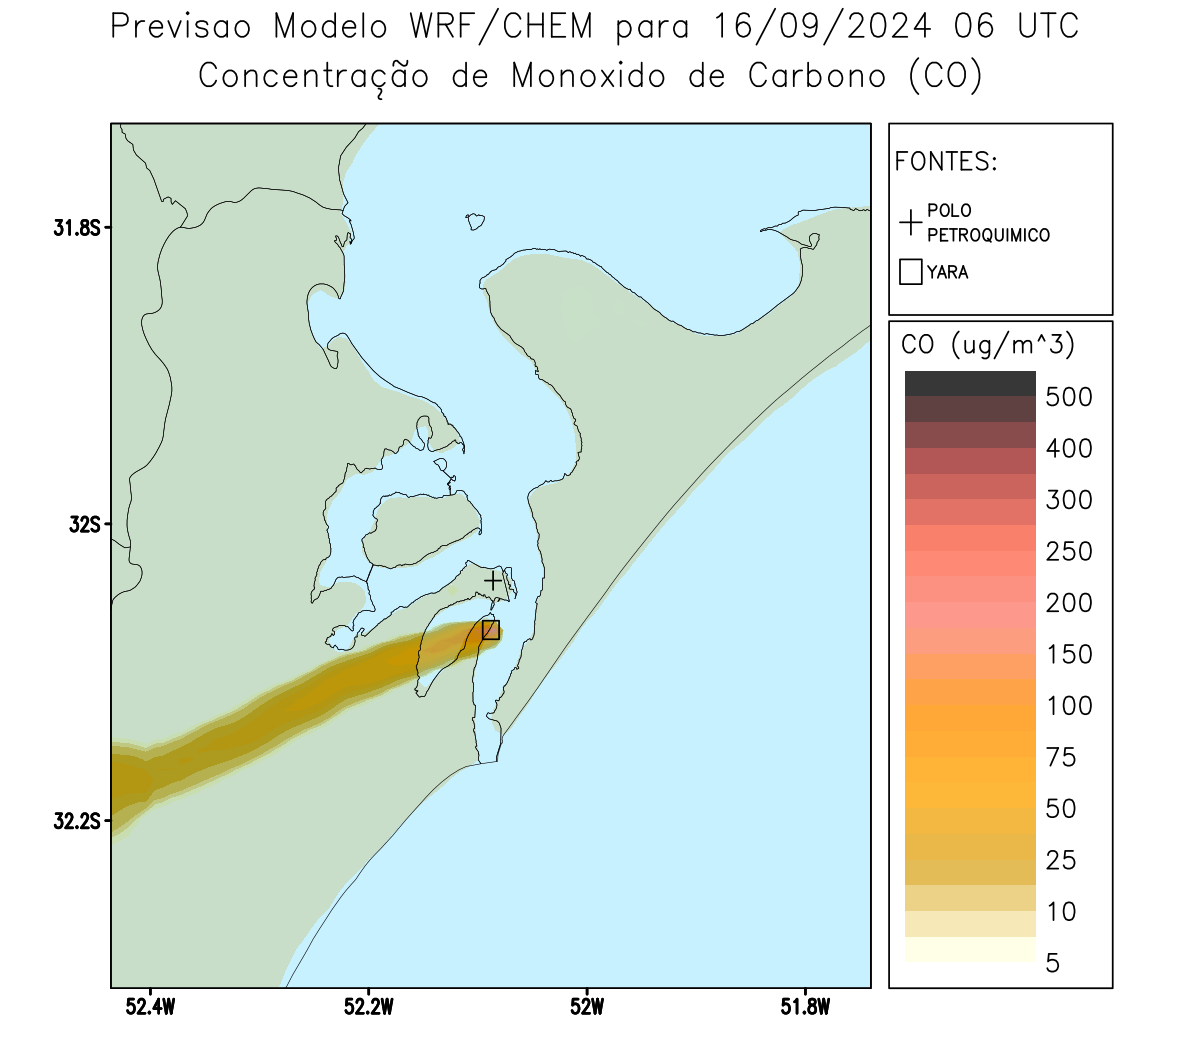 Previsao Modelo WRF/CHEM para 16/09/2024 06 UTC
Concentração de Monoxido de Carbono (CO)
FONTES:
POLO
PETROQUIMICO
YARA
CO (ug/m^3)
500
400
300
250
200
150
100
75
50
25
10
5
31.8S
32S
32.2S
52.4W
52.2W
52W
51.8W